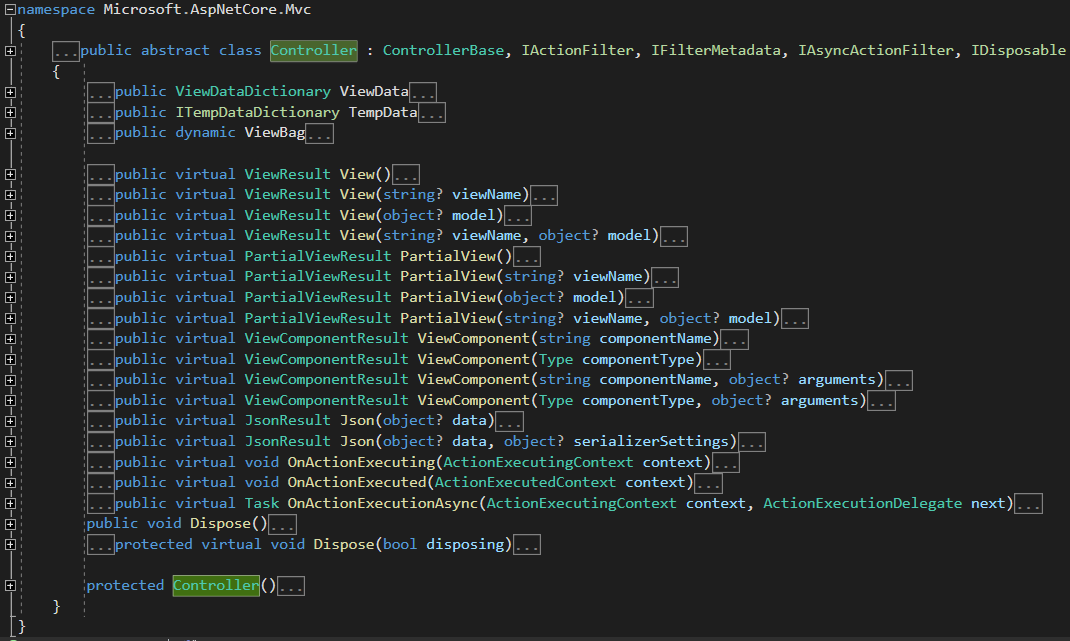 namespace Microsoft.AspNetCore.Mvc
{
...public abstract class Controller : ControllerBase, IActionFilter, IFilterMetadata, IAsyncActionFilter, IDisposable
{
...public ViewDataDictionary ViewData...
...public ITempDataDictionary TempData...
...public dynamic ViewBag...
...public virtual ViewResult View()...
...public virtual ViewResult View(string? viewName)...
...public virtual ViewResult View(object? model)...
...public virtual ViewResult View(string? viewName, object? model)...
...public virtual PartialViewResult PartialView()...
...public virtual PartialViewResult PartialView(string? viewName)...
...public virtual PartialViewResult PartialView(object? model)...
...public virtual PartialViewResult PartialView(string? viewName, object? model)...
...public virtual ViewComponentResult ViewComponent(string componentName)...
...public virtual ViewComponentResult ViewComponent(Type componentType)...
...public virtual ViewComponentResult ViewComponent(string componentName, object? arguments)...
...public virtual ViewComponentResult ViewComponent(Type componentType, object? arguments)...
...public virtual JsonResult Json(object? data)...
...public virtual JsonResult Json(object? data, object? serializerSettings)...
...public virtual void OnActionExecuting(ActionExecutingContext context)...
...public virtual void OnActionExecuted(ActionExecutedContext context)...
...public virtual Task OnActionExecutionAsync(ActionExecutingContext context, ActionExecutionDelegate next)...
public void Dispose()...
...protected virtual void Dispose(bool disposing)...
protected Controller()...
}
}